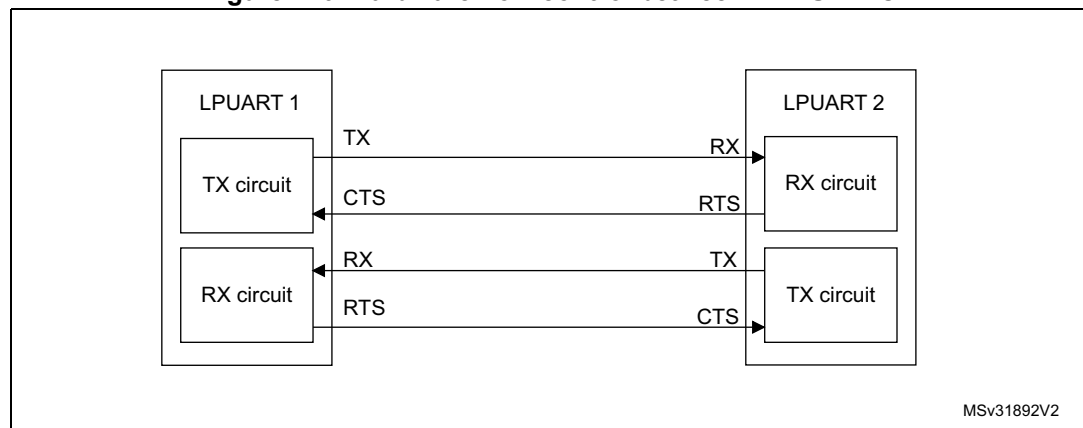 LPUART 1
LPUART 2
TX
RX
TX circuit
RX circuit
CTS
RTS
RX
TX
RX circuit
TX circuit
RTS
CTS
MSv31892V2